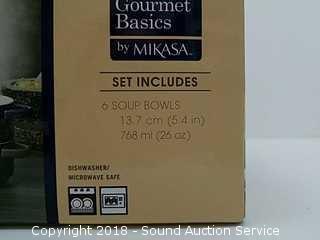 Gourmet
Basics
by MIKASA™
SET INCLUDES
6 SOUP BOWLS
13.7 cm (5.4 in)
768 ml (26 oz)
DISHWASHER/
MICROWAVE SAFE
Copyright 2018 - Sound Auction Service